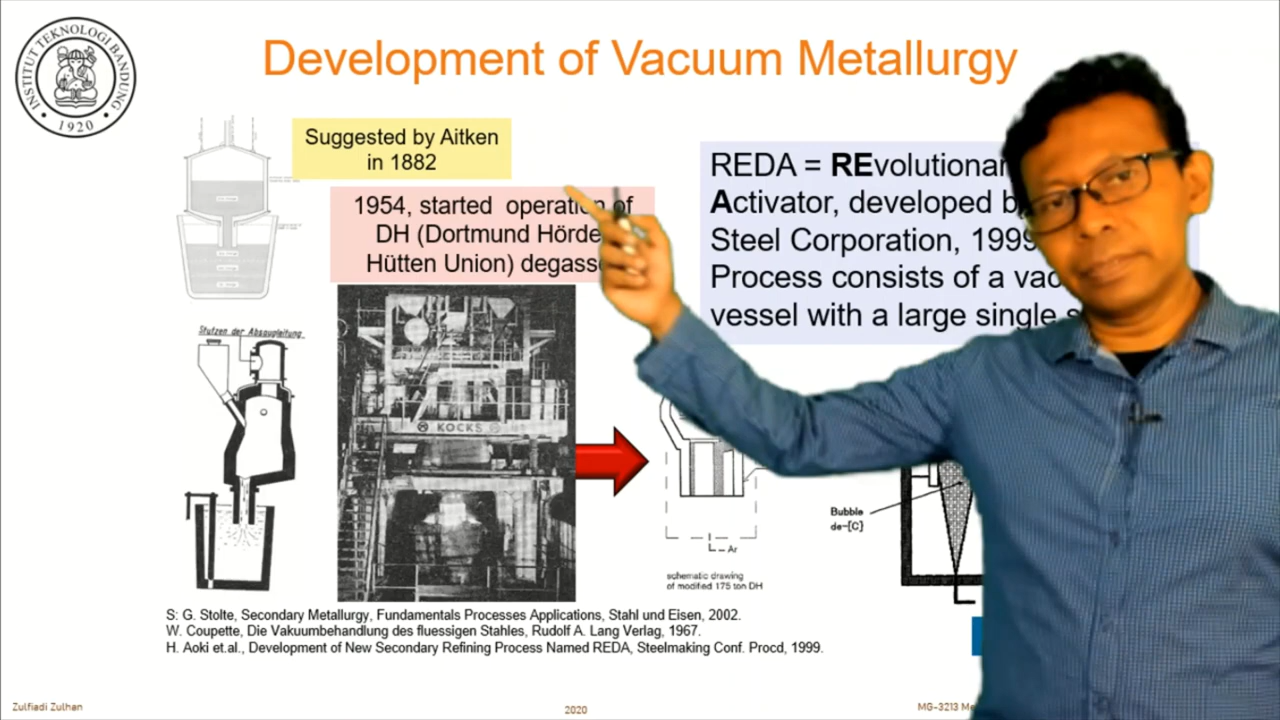 INSTITUT TEKNOLOGI BANDUNG
1920
Development of Vacuum Metallurgy
Suggested by Aitken
in 1882
1954, started operation of
DH (Dortmund Hörde
Hütten Union) degass
REDA = REvolutionar
Activator, developed b
Steel Corporation, 1999
Process consists of a vac
vessel with a large single s
Stutzen der Absaugleitung
KOCKS
Ar
schematic drawing
of modified 175 ton DH
Bubble
de-[C]
S: G. Stolte, Secondary Metallurgy, Fundamentals Processes Applications, Stahl und Eisen, 2002.
W. Coupette, Die Vakuumbehandlung des fluessigen Stahles, Rudolf A. Lang Verlag, 1967.
H. Aoki et.al., Development of New Secondary Refining Process Named REDA, Steelmaking Conf. Procd, 1999.
Zulfiadi Zulhan
2020
MG-3213 Me